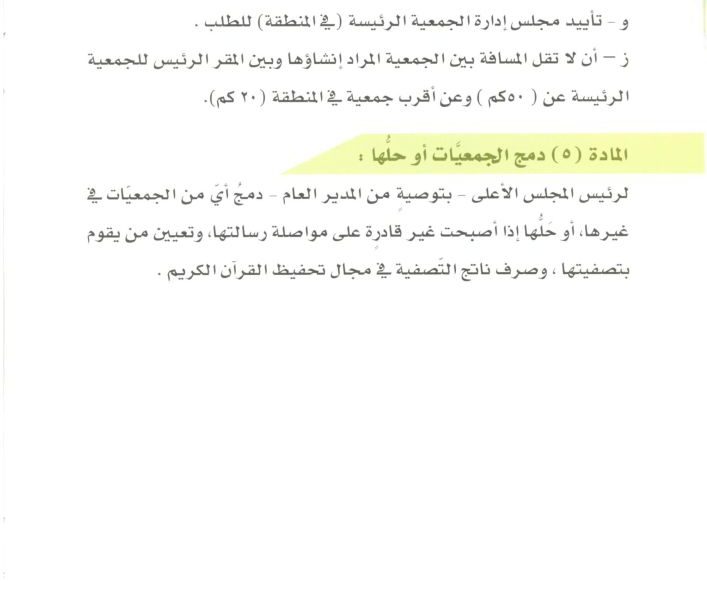 و - تأييد مجلس إدارة الجمعية الرئيسة (في المنطقة) للطلب .
ز – أن لا تقل المسافة بين الجمعية المراد إنشاؤها وبين المقر الرئيس للجمعية
الرئيسة عن ( ٥٠كم ) وعن أقرب جمعية في المنطقة (٢٠ كم).
المادة (٥) دمج الجمعيَّات أو حلُّها :
لرئيس المجلس الأعلى - بتوصيةٍ من المدير العام - دمجُ أيَ من الجمعيَات في
غيرها، أو حَلُّها إذا أصبحت غير قادرةٍ على مواصلة رسالتها، وتعيين من يقوم
بتصفيتها ، وصرف ناتج التَصفية في مجال تحفيظ القرآن الكريم .